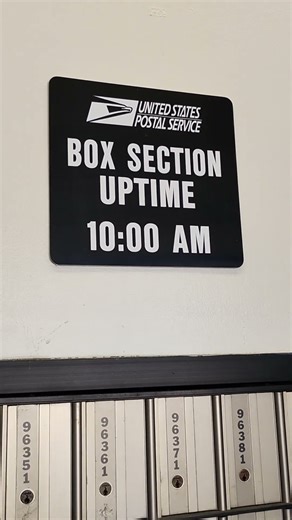 UNITED STATES
POSTAL SERVICE
BOX SECTION
UPTIME
10:00 AM
96351
96361
96371
96381